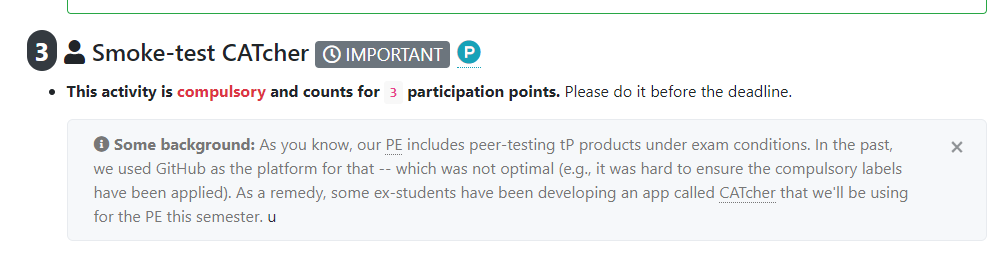 3 Smoke-test CATcher IMPORTANT P
This activity is compulsory and counts for 3 participation points. Please do it before the deadline.
Some background: As you know, our PE includes peer-testing tP products under exam conditions. In the past,
we used GitHub as the platform for that -- which was not optimal (e.g., it was hard to ensure the compulsory labels
have been applied). As a remedy, some ex-students have been developing an app called CATcher that we'll be using
for the PE this semester. u